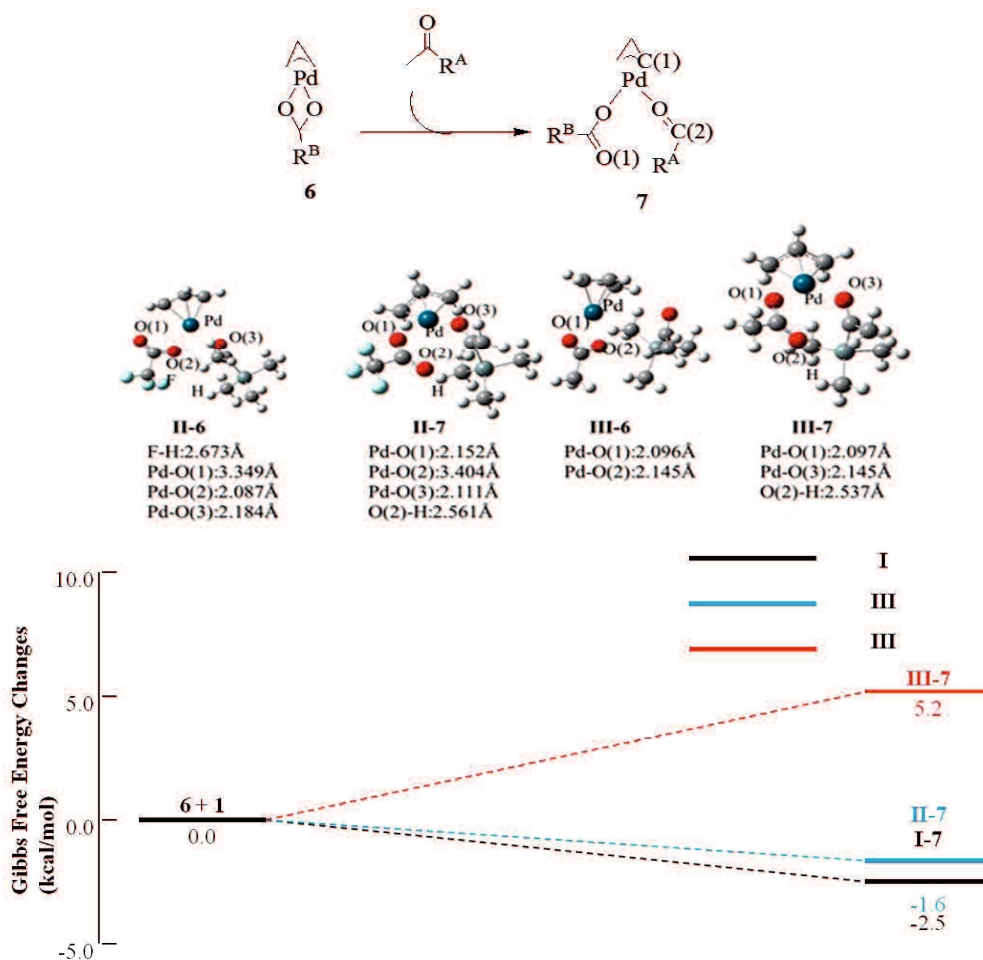 O
R^A
Pd
O O
R^B
6
C(1)
Pd
O O
R^B C(2)
O(1) R^A
7
O(1) Pd O(3)
O(2) F H
II-6
F-H:2.673Å
Pd-O(1):3.349Å
Pd-O(2):2.087Å
Pd-O(3):2.184Å
O(1) Pd O(3)
O(2) H
II-7
Pd-O(1):2.152Å
Pd-O(2):3.404Å
Pd-O(3):2.111Å
O(2)-H:2.561Å
Pd
O(1)
O(2)
III-6
Pd-O(1):2.096Å
Pd-O(2):2.145Å
O(1) Pd O(3)
O(2) H
III-7
Pd-O(1):2.097Å
Pd-O(3):2.145Å
O(2)-H:2.537Å
Gibbs Free Energy Changes
(kcal/mol)
10.0
5.0
0.0
-5.0
I
III
III
6 + 1
0.0
III-7
5.2
II-7
I-7
-1.6
-2.5